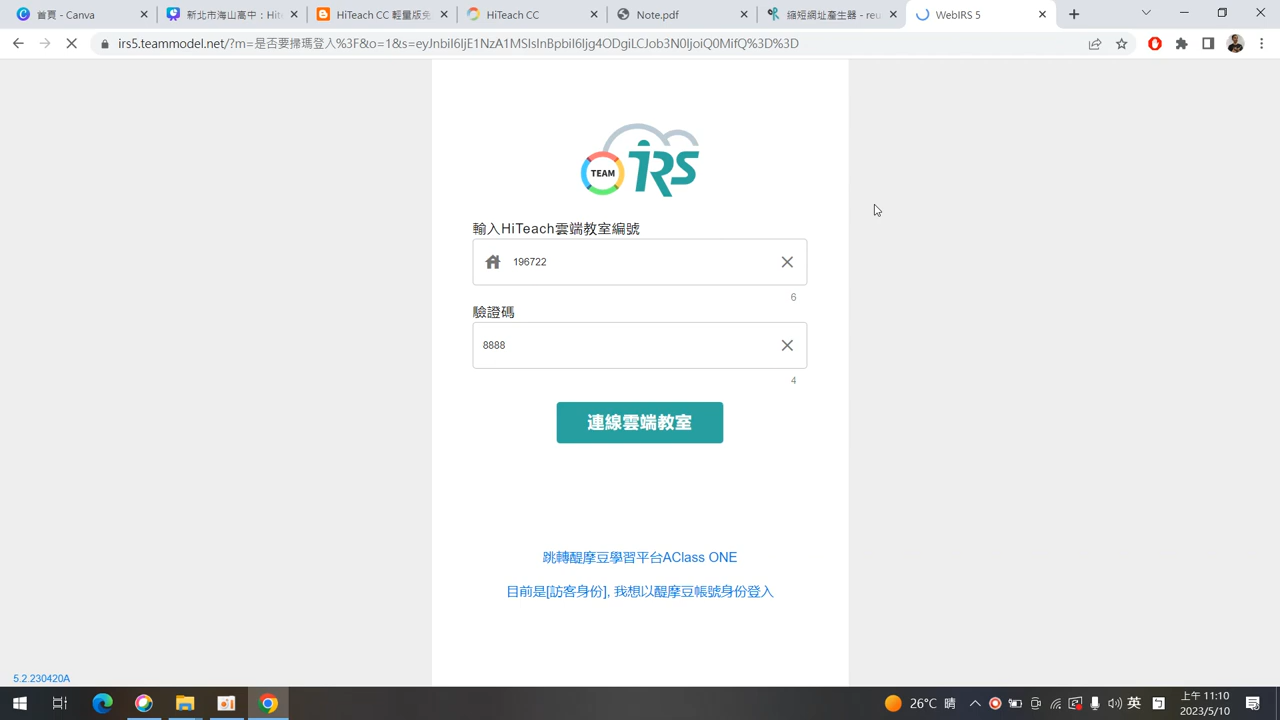 首頁 - Canva
新北市海山高中：Hite
HiTeach CC 輕量版免
HiTeach CC
Note.pdf
縮短網址產生器 - reu
WebIRS 5
irs5.teammodel.net/?m=是否要掃瑪登入%3F&o=1&s=eyJnbl
TEAM
iRS
輸入HiTeach雲端教室編號
196722
6
驗證碼
8888
4
連線雲端教室
跳轉醍摩豆學習平台AClass ONE
目前是[訪客身份], 我想以醍摩豆帳號身份登入
5.2.230420A
26°C 晴
英
上午 11:10
2023/5/10